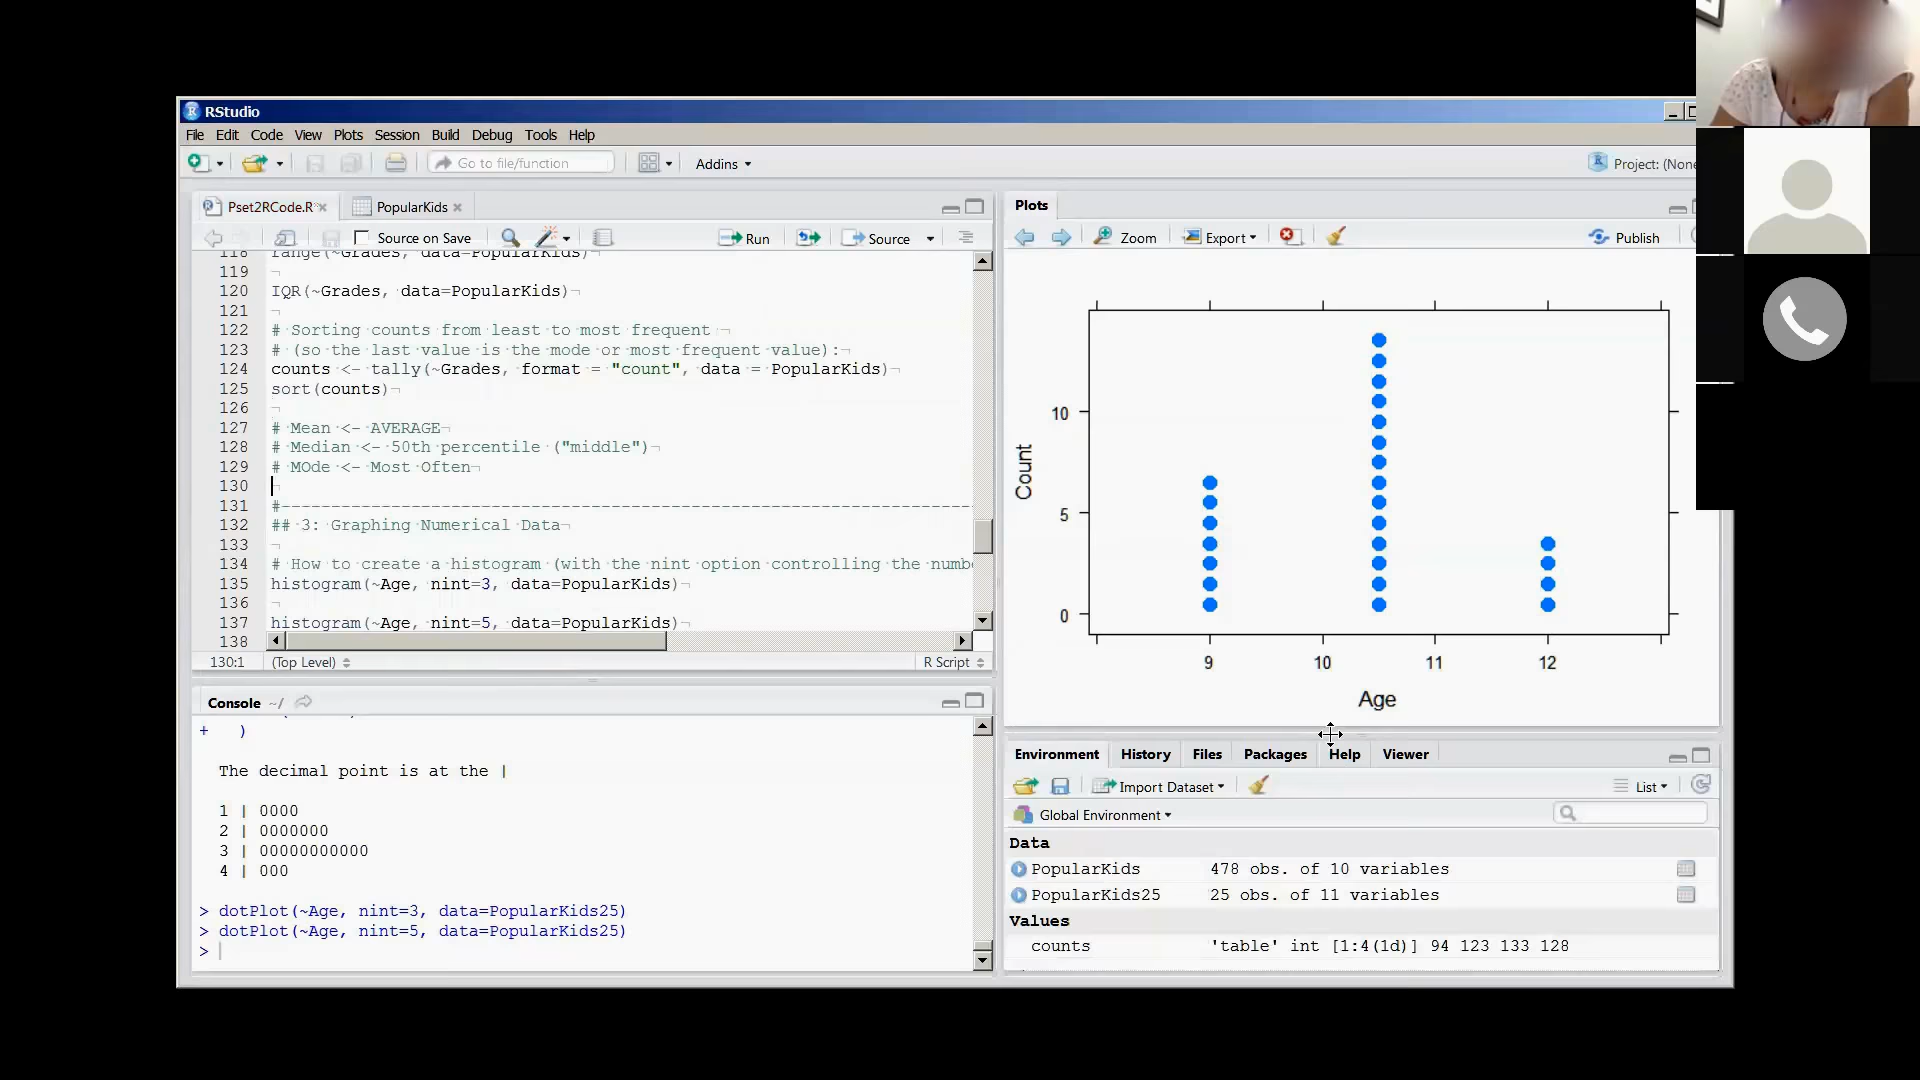 RStudio
File Edit Code View Plots Session Build Debug Tools Help
Go to file/function
Addins
Project: (None
Pset2RCode.R*
PopularKids
Source on Save
Run
Source
118 range(~Grades, data=PopularKids)
119
120 IQR(~Grades, data=PopularKids)
121
122 # Sorting counts from least to most frequent
123 # (so the last value is the mode or most frequent value):
124 counts <- tally(~Grades, format = "count", data = PopularKids)
125 sort(counts)
126
127 # Mean <- AVERAGE
128 # Median <- 50th percentile ("middle")
129 # MOde <- Most Often
130
131 #----------------------------------------------------------------------
132 ## 3: Graphing Numerical Data
133
134 # How to create a histogram (with the nint option controlling the numb
135 histogram(~Age, nint=3, data=PopularKids)
136
137 histogram(~Age, nint=5, data=PopularKids)
138
130:1 (Top Level) R Script
Console ~/
+ )
The decimal point is at the |
1 | 0000
2 | 0000000
3 | 00000000000
4 | 000
> dotPlot(~Age, nint=3, data=PopularKids25)
> dotPlot(~Age, nint=5, data=PopularKids25)
>
Plots
Zoom Export Publish
Count
10
5
0
9 10 11 12
Age
Environment History Files Packages Help Viewer
Import Dataset List
Global Environment
Data
PopularKids 478 obs. of 10 variables
PopularKids25 25 obs. of 11 variables
Values
counts 'table' int [1:4(1d)] 94 123 133 128